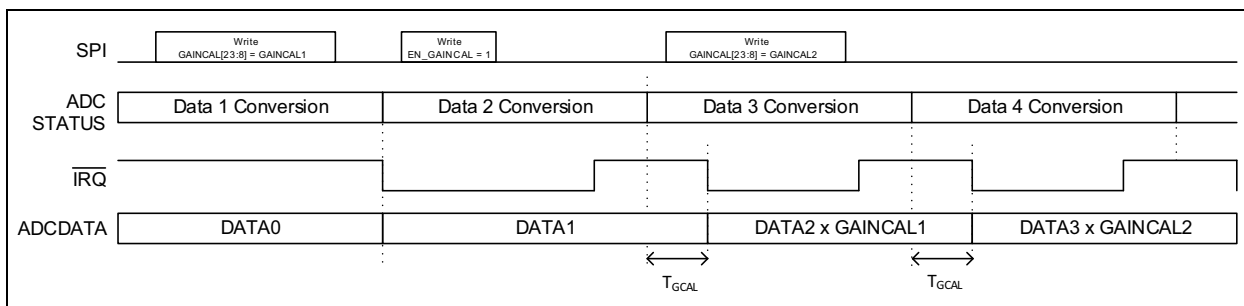 SPI
Write
GAINCAL[23:8] = GAINCAL1
Write
EN_GAINCAL = 1
Write
GAINCAL[23:8] = GAINCAL2
ADC
STATUS
Data 1 Conversion
Data 2 Conversion
Data 3 Conversion
Data 4 Conversion
IRQ
ADCDATA
DATA0
DATA1
DATA2 x GAINCAL1
DATA3 x GAINCAL2
TGCAL
TGCAL